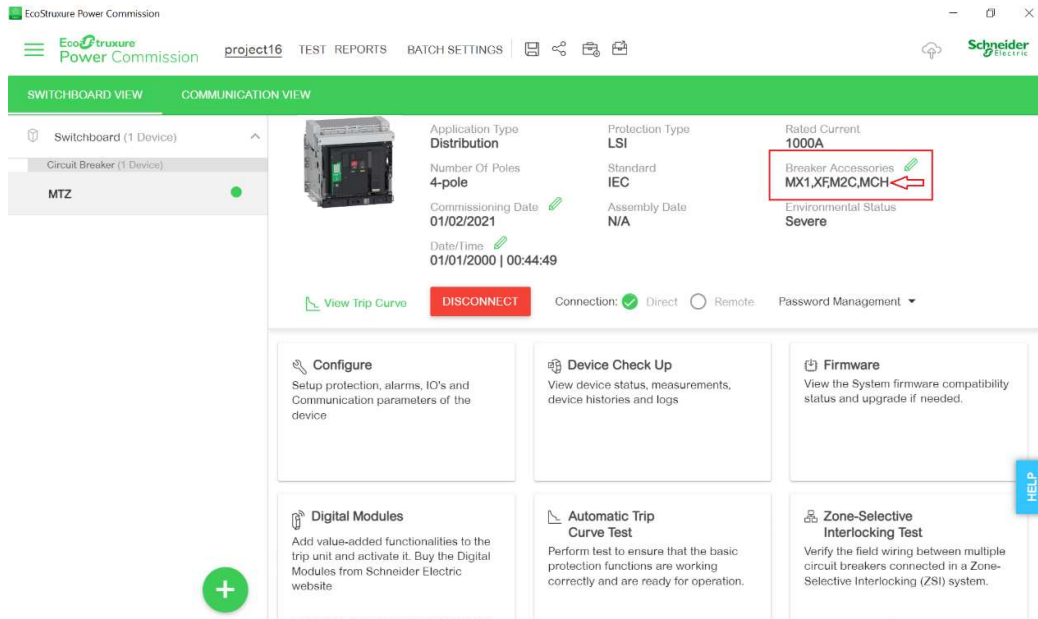 EcoStruxure Power Commission
EcoStruxure
Power Commission
project16 TEST REPORTS BATCH SETTINGS
Schneider
Electric
SWITCHBOARD VIEW COMMUNICATION VIEW
Switchboard (1 Device)
Circuit Breaker (1 Device)
MTZ
Application Type
Distribution
Protection Type
LSI
Rated Current
1000A
Number Of Poles
4-pole
Standard
IEC
Breaker Accessories
MX1,XF,M2C,MCH
Commissioning Date
01/02/2021
Assembly Date
N/A
Environmental Status
Severe
Date/Time
01/01/2000 | 00:44:49
View Trip Curve DISCONNECT Connection: Direct Remote Password Management
Configure
Setup protection, alarms, IO's and
Communication parameters of the
device
Device Check Up
View device status, measurements,
device histories and logs
Firmware
View the System firmware compatibility
status and upgrade if needed.
HELP
Digital Modules
Add value-added functionalities to the
trip unit and activate it. Buy the Digital
Modules from Schneider Electric
website
Automatic Trip
Curve Test
Perform test to ensure that the basic
protection functions are working
correctly and are ready for operation.
Zone-Selective
Interlocking Test
Verify the field wiring between multiple
circuit breakers connected in a Zone-
Selective Interlocking (ZSI) system.